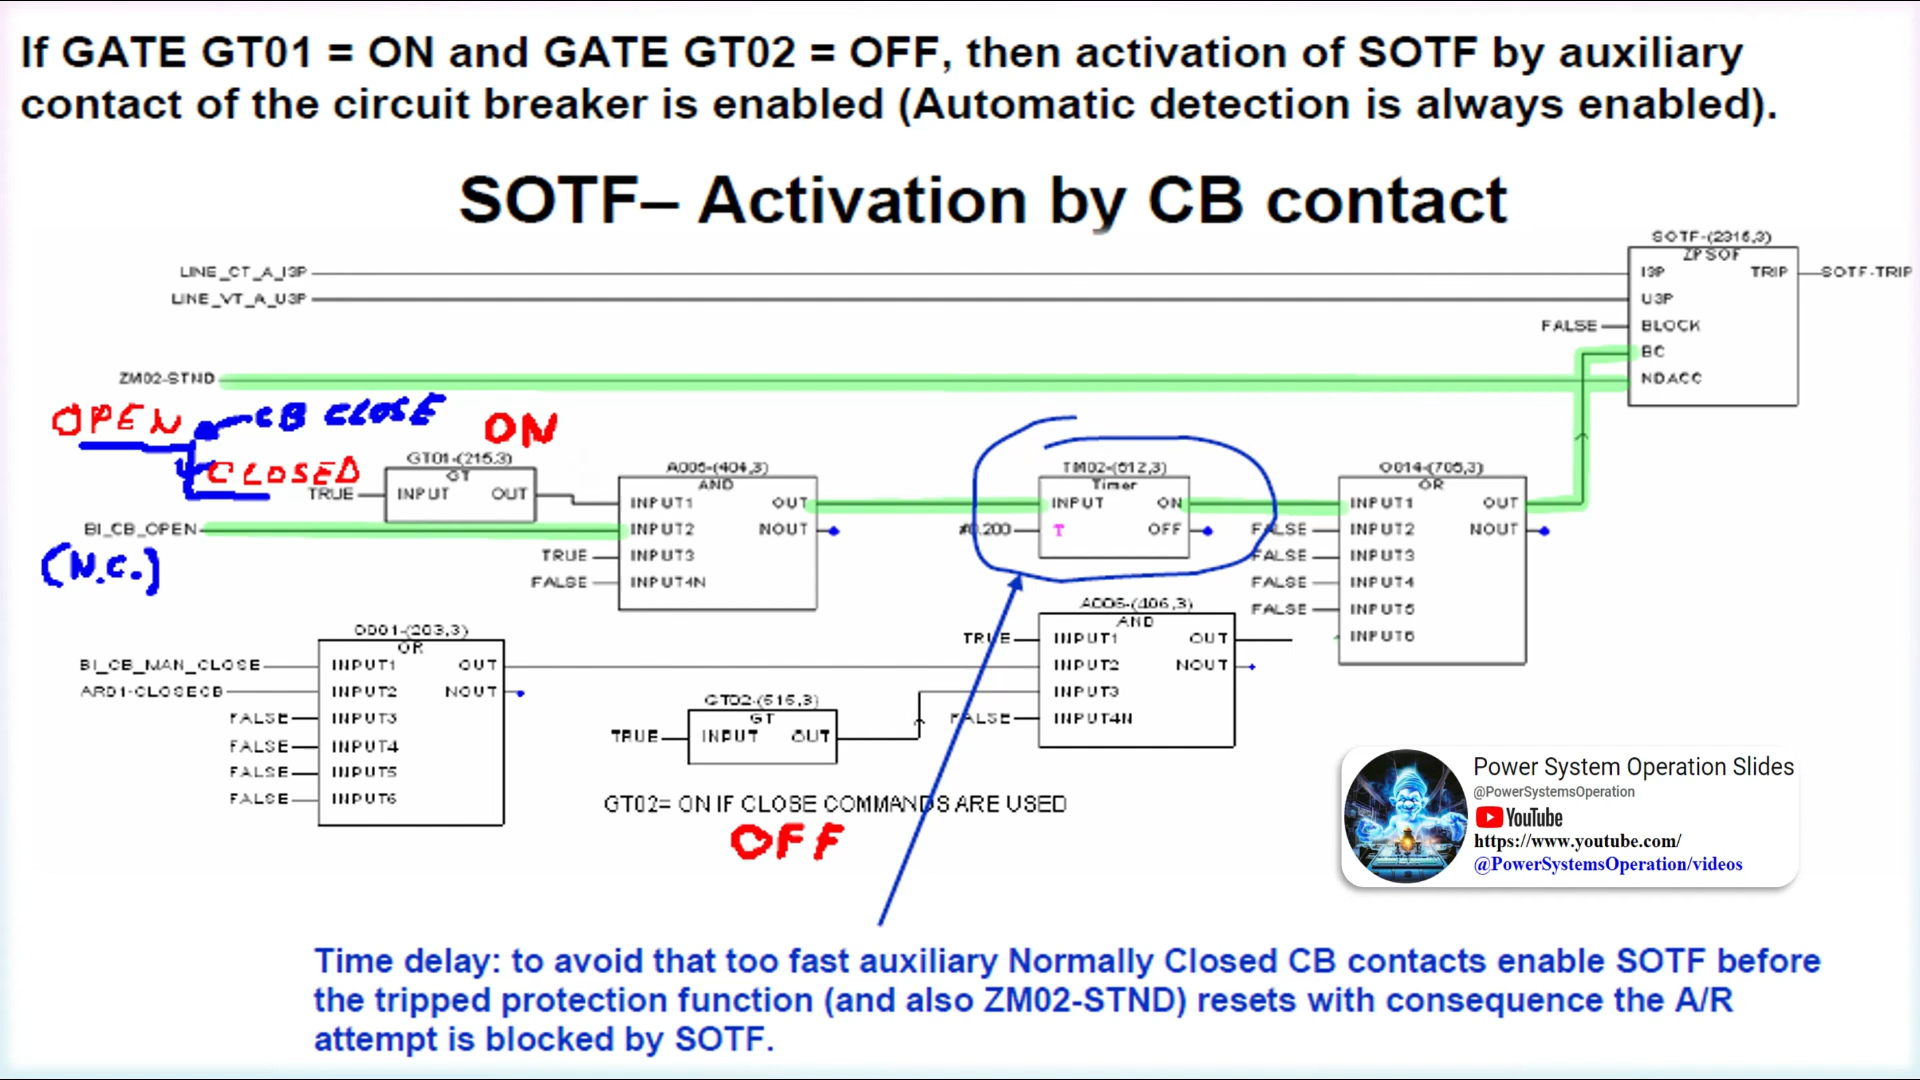 If GATE GT01 = ON and GATE GT02 = OFF, then activation of SOTF by auxiliary
contact of the circuit breaker is enabled (Automatic detection is always enabled).
SOTF– Activation by CB contact
SOTF-(2316,3)
ZPSOF
LINE_CT_A_I3P
I3P TRIP SOTF-TRIP
LINE_VT_A_U3P
U3P
FALSE BLOCK
BC
ZM02-STND
NDACC
OPEN
CB CLOSE
ON
CLOSED
GT01-(215,3)
GT
TRUE INPUT OUT
A005-(404,3)
AND
INPUT1 OUT
BI_CB_OPEN INPUT2 NOUT
TRUE INPUT3
FALSE INPUT4N
(N.C.)
TM02-(612,3)
Timer
INPUT ON
#0.200 T OFF
O014-(705,3)
OR
INPUT1 OUT
FALSE INPUT2 NOUT
FALSE INPUT3
FALSE INPUT4
FALSE INPUT5
INPUT6
O001-(203,3)
OR
BI_CB_MAN_CLOSE INPUT1 OUT
AR01-CLOSECB INPUT2 NOUT
FALSE INPUT3
FALSE INPUT4
FALSE INPUT5
FALSE INPUT6
A006-(406,3)
AND
TRUE INPUT1 OUT
INPUT2 NOUT
INPUT3
FALSE INPUT4N
GT02-(515,3)
GT
TRUE INPUT OUT
GT02= ON IF CLOSE COMMANDS ARE USED
OFF
Power System Operation Slides
@PowerSystemsOperation
YouTube
https://www.youtube.com/
@PowerSystemsOperation/videos
Time delay: to avoid that too fast auxiliary Normally Closed CB contacts enable SOTF before
the tripped protection function (and also ZM02-STND) resets with consequence the A/R
attempt is blocked by SOTF.